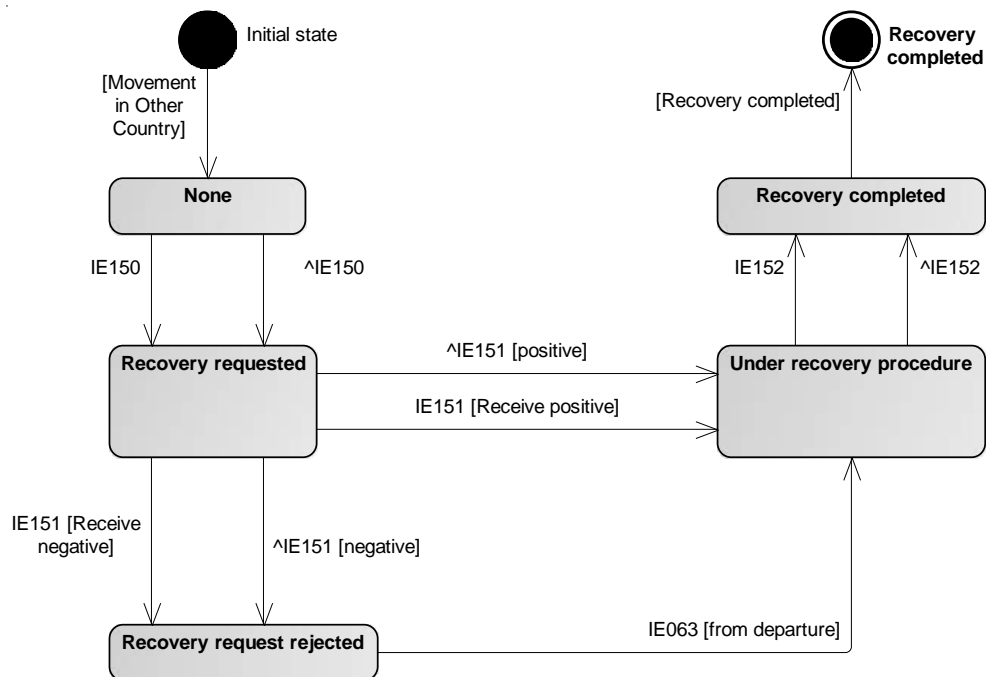 Initial state
Recovery
completed
[Movement
in Other
Country]
[Recovery completed]
None
Recovery completed
IE150
^IE150
IE152
^IE152
Recovery requested
^IE151 [positive]
Under recovery procedure
IE151 [Receive positive]
IE151 [Receive
negative]
^IE151 [negative]
Recovery request rejected
IE063 [from departure]